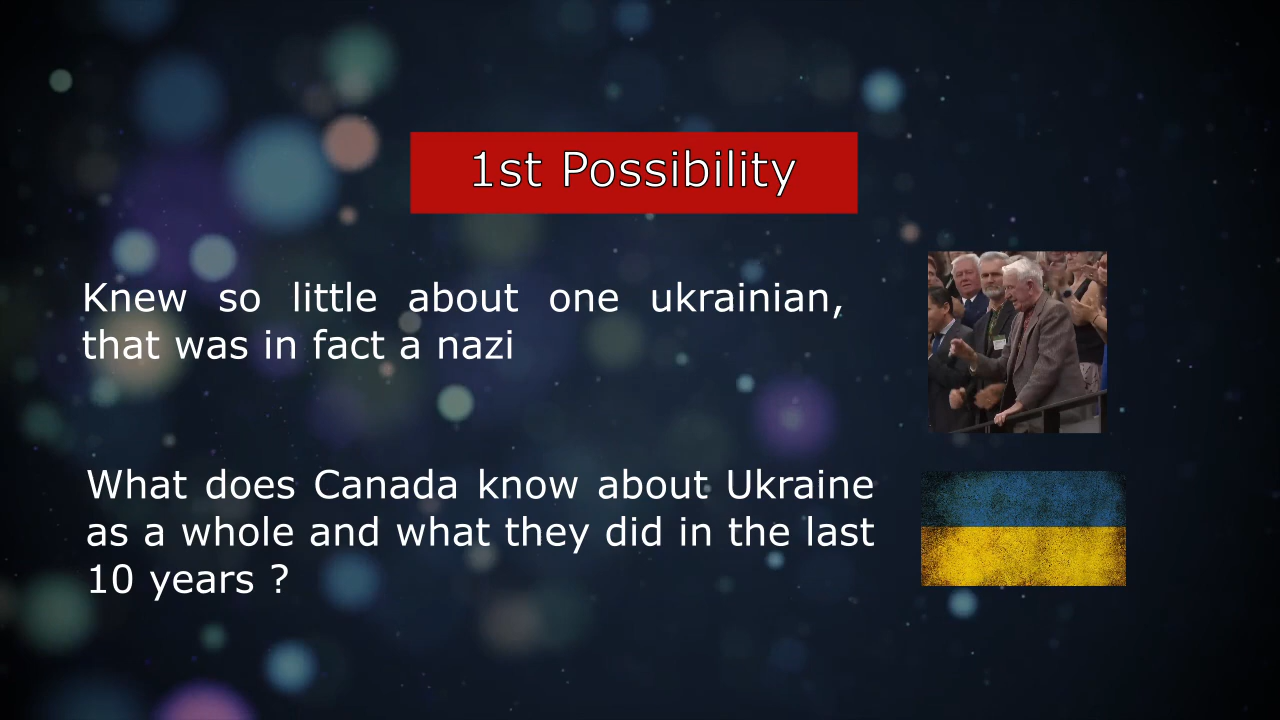 1st Possibility
Knew so little about one ukrainian,
that was in fact a nazi
What does Canada know about Ukraine
as a whole and what they did in the last
10 years ?